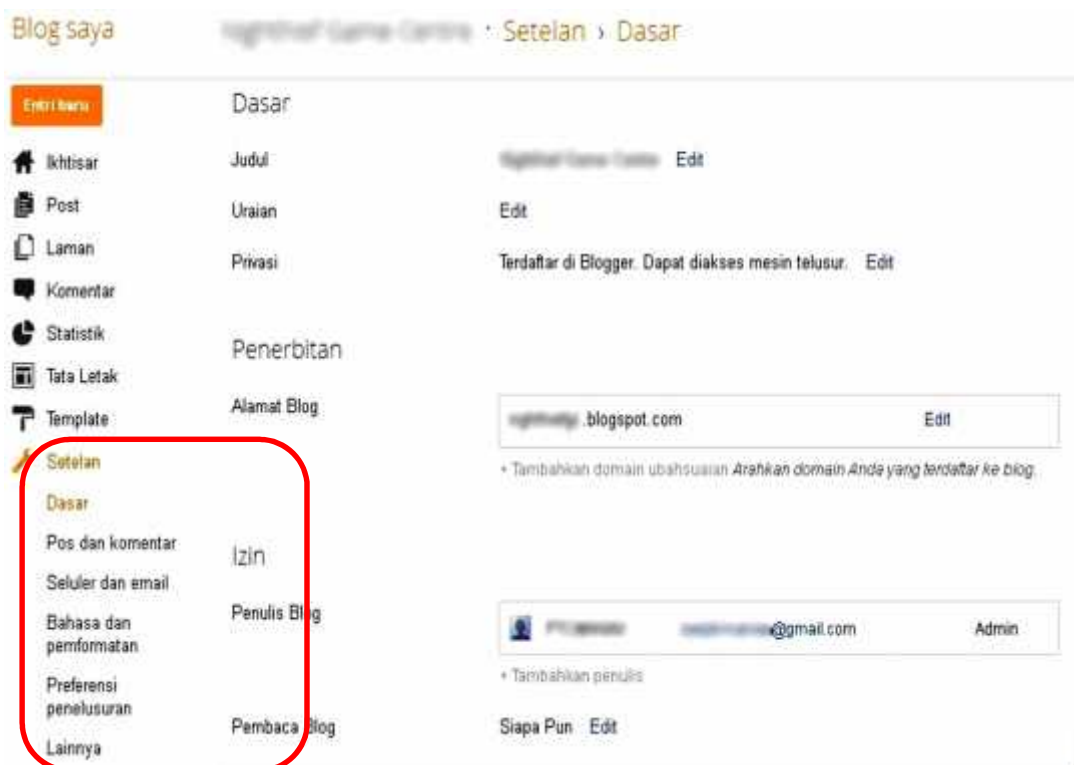 Blog saya
· Setelan › Dasar
Entri baru
Dasar
Ikhtisar
Judul
Edit
Post
Uraian
Edit
Laman
Privasi
Terdaftar di Blogger. Dapat diakses mesin telusur. Edit
Komentar
Statistik
Penerbitan
Tata Letak
Alamat Blog
.blogspot.com
Edit
Template
Setelan
+ Tambahkan domain ubahsuaian Arahkan domain Anda yang terdaftar ke blog.
Dasar
Pos dan komentar
Izin
Seluler dan email
Penulis Blog
Bahasa dan
pemformatan
@gmail.com
Admin
+ Tambahkan penulis
Preferensi
penelusuran
Pembaca Blog
Siapa Pun Edit
Lainnya